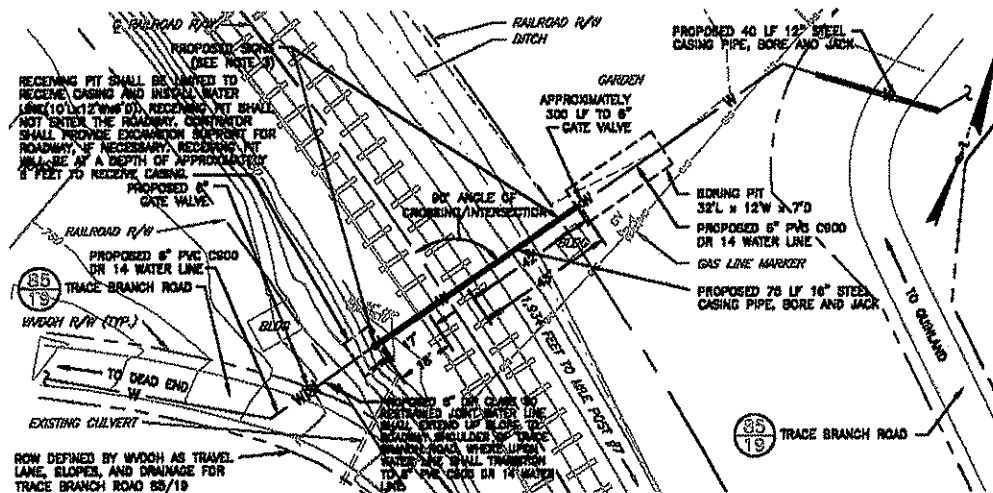 ℄ RAILROAD R/W
RAILROAD R/W
DITCH
PROPOSED SIGNS
(SEE NOTE 3)
PROPOSED 40 LF 12" STEEL
CASING PIPE, BORE AND JACK
RECEIVING PIT SHALL BE LIMITED TO
RECEIVE CASING AND INSTALL WATER
LINE(10'Lx12'Wx6'D). RECEIVING PIT SHALL
NOT ENTER THE ROADWAY. CONTRATOR
SHALL PROVIDE EXCAVATION SUPPORT FOR
ROADWAY, IF NECESSARY. RECEIVING PIT
WILL BE AT A DEPTH OF APPROXIMATELY
FEET TO RECEIVE CASING.
GARDEN
APPROXIMATELY
300 LF TO 6"
GATE VALVE
W
W
2
PROPOSED 6"
GATE VALVE
RAILROAD R/W
750
90° ANGLE OF
CROSSING/INTERSECTION
BORING PIT
32'L x 12'W x 7'D
PROPOSED 6" PVC C900
DR 14 WATER LINE
GV
BLDG
GAS LINE MARKER
PROPOSED 75 LF 16" STEEL
CASING PIPE, BORE AND JACK
PROPOSED 6" PVC C900
DR 14 WATER LINE
85
19
TRACE BRANCH ROAD
WVDOH R/W (TYP.)
BLDG
17'
1,934 FEET TO MILE POST
TO DEAD END
2
W
EXISTING CULVERT
PROPOSED 6"
RESTRAINED JOINT WATER LINE
SHALL EXTEND UP SLOPE TO
ROADWAY SHOULDER OF TRACE
BRANCH ROAD, WHERE UPON
WATER LINE SHALL TRANSITION
TO 6" PVC C900 DR 14 WATER
LINE
ROW DEFINED BY WVDOH AS TRAVEL
LANE, SLOPES, AND DRAINAGE FOR
TRACE BRANCH ROAD 85/19
TO QUINLAND
85
19
TRACE BRANCH ROAD